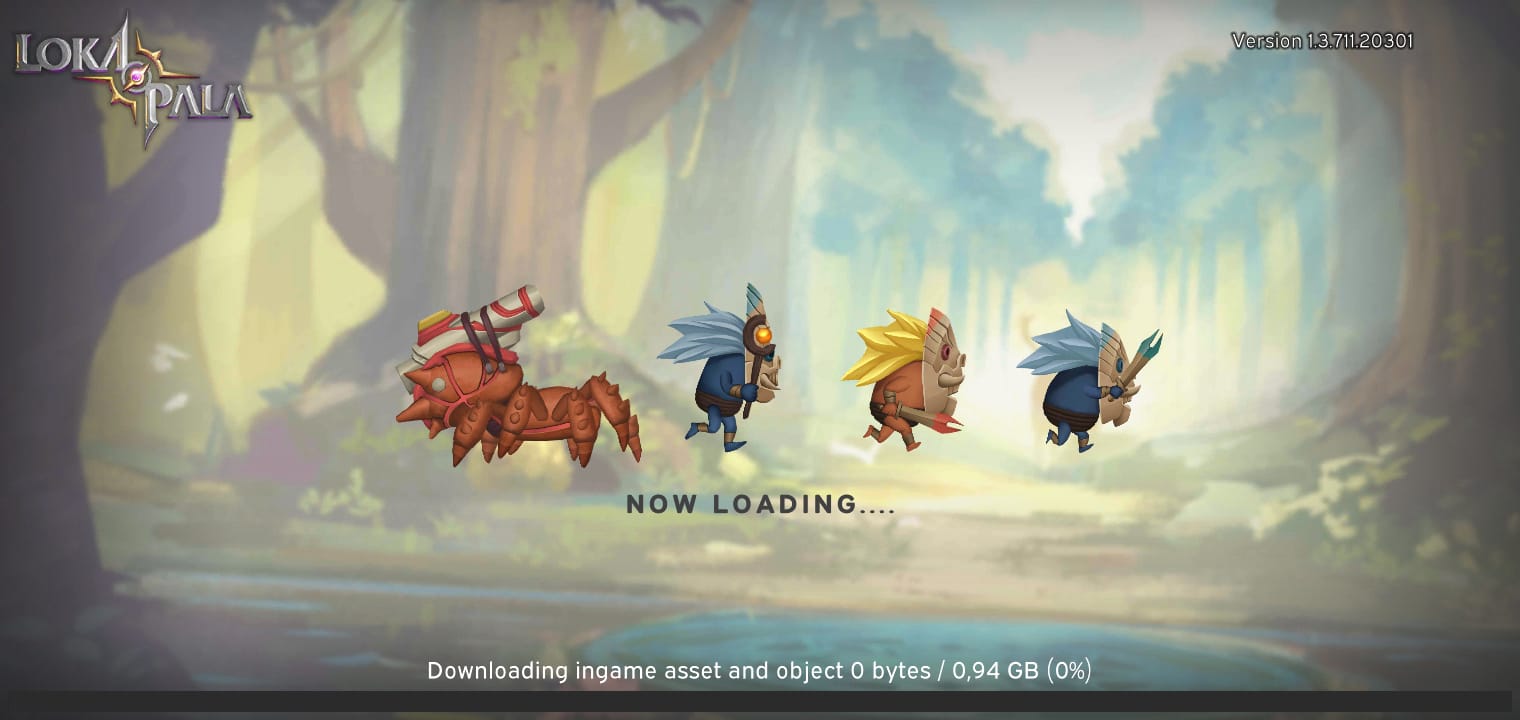 LOKA
PALA
Version 1.3.711.20301
NOW LOADING....
Downloading ingame asset and object 0 bytes / 0,94 GB (0%)